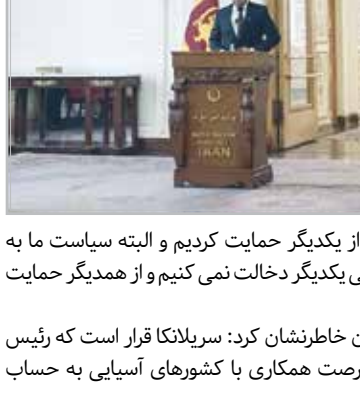 IRAN
از یکدیگر حمایت کردیم و البته سیاست ما به
یکدیگر دخالت نمی کنیم و از همدیگر حمایت
خاطرنشان کرد: سریلانکا قرار است که رئیس
همکاری با کشورهای آسیایی به حساب